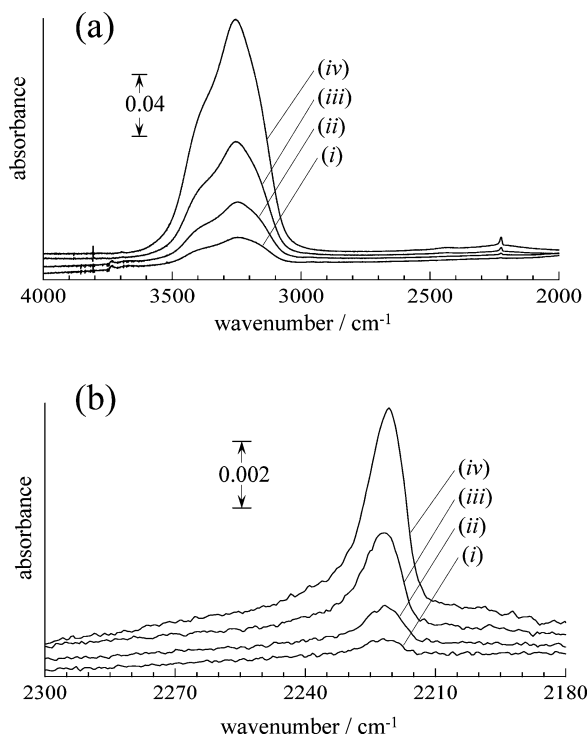 (a)
absorbance
0.04
(iv)
(iii)
(ii)
(i)
4000 3500 3000 2500 2000
wavenumber / cm-1
(b)
absorbance
0.002
(iv)
(iii)
(ii)
(i)
2300 2270 2240 2210 2180
wavenumber / cm-1